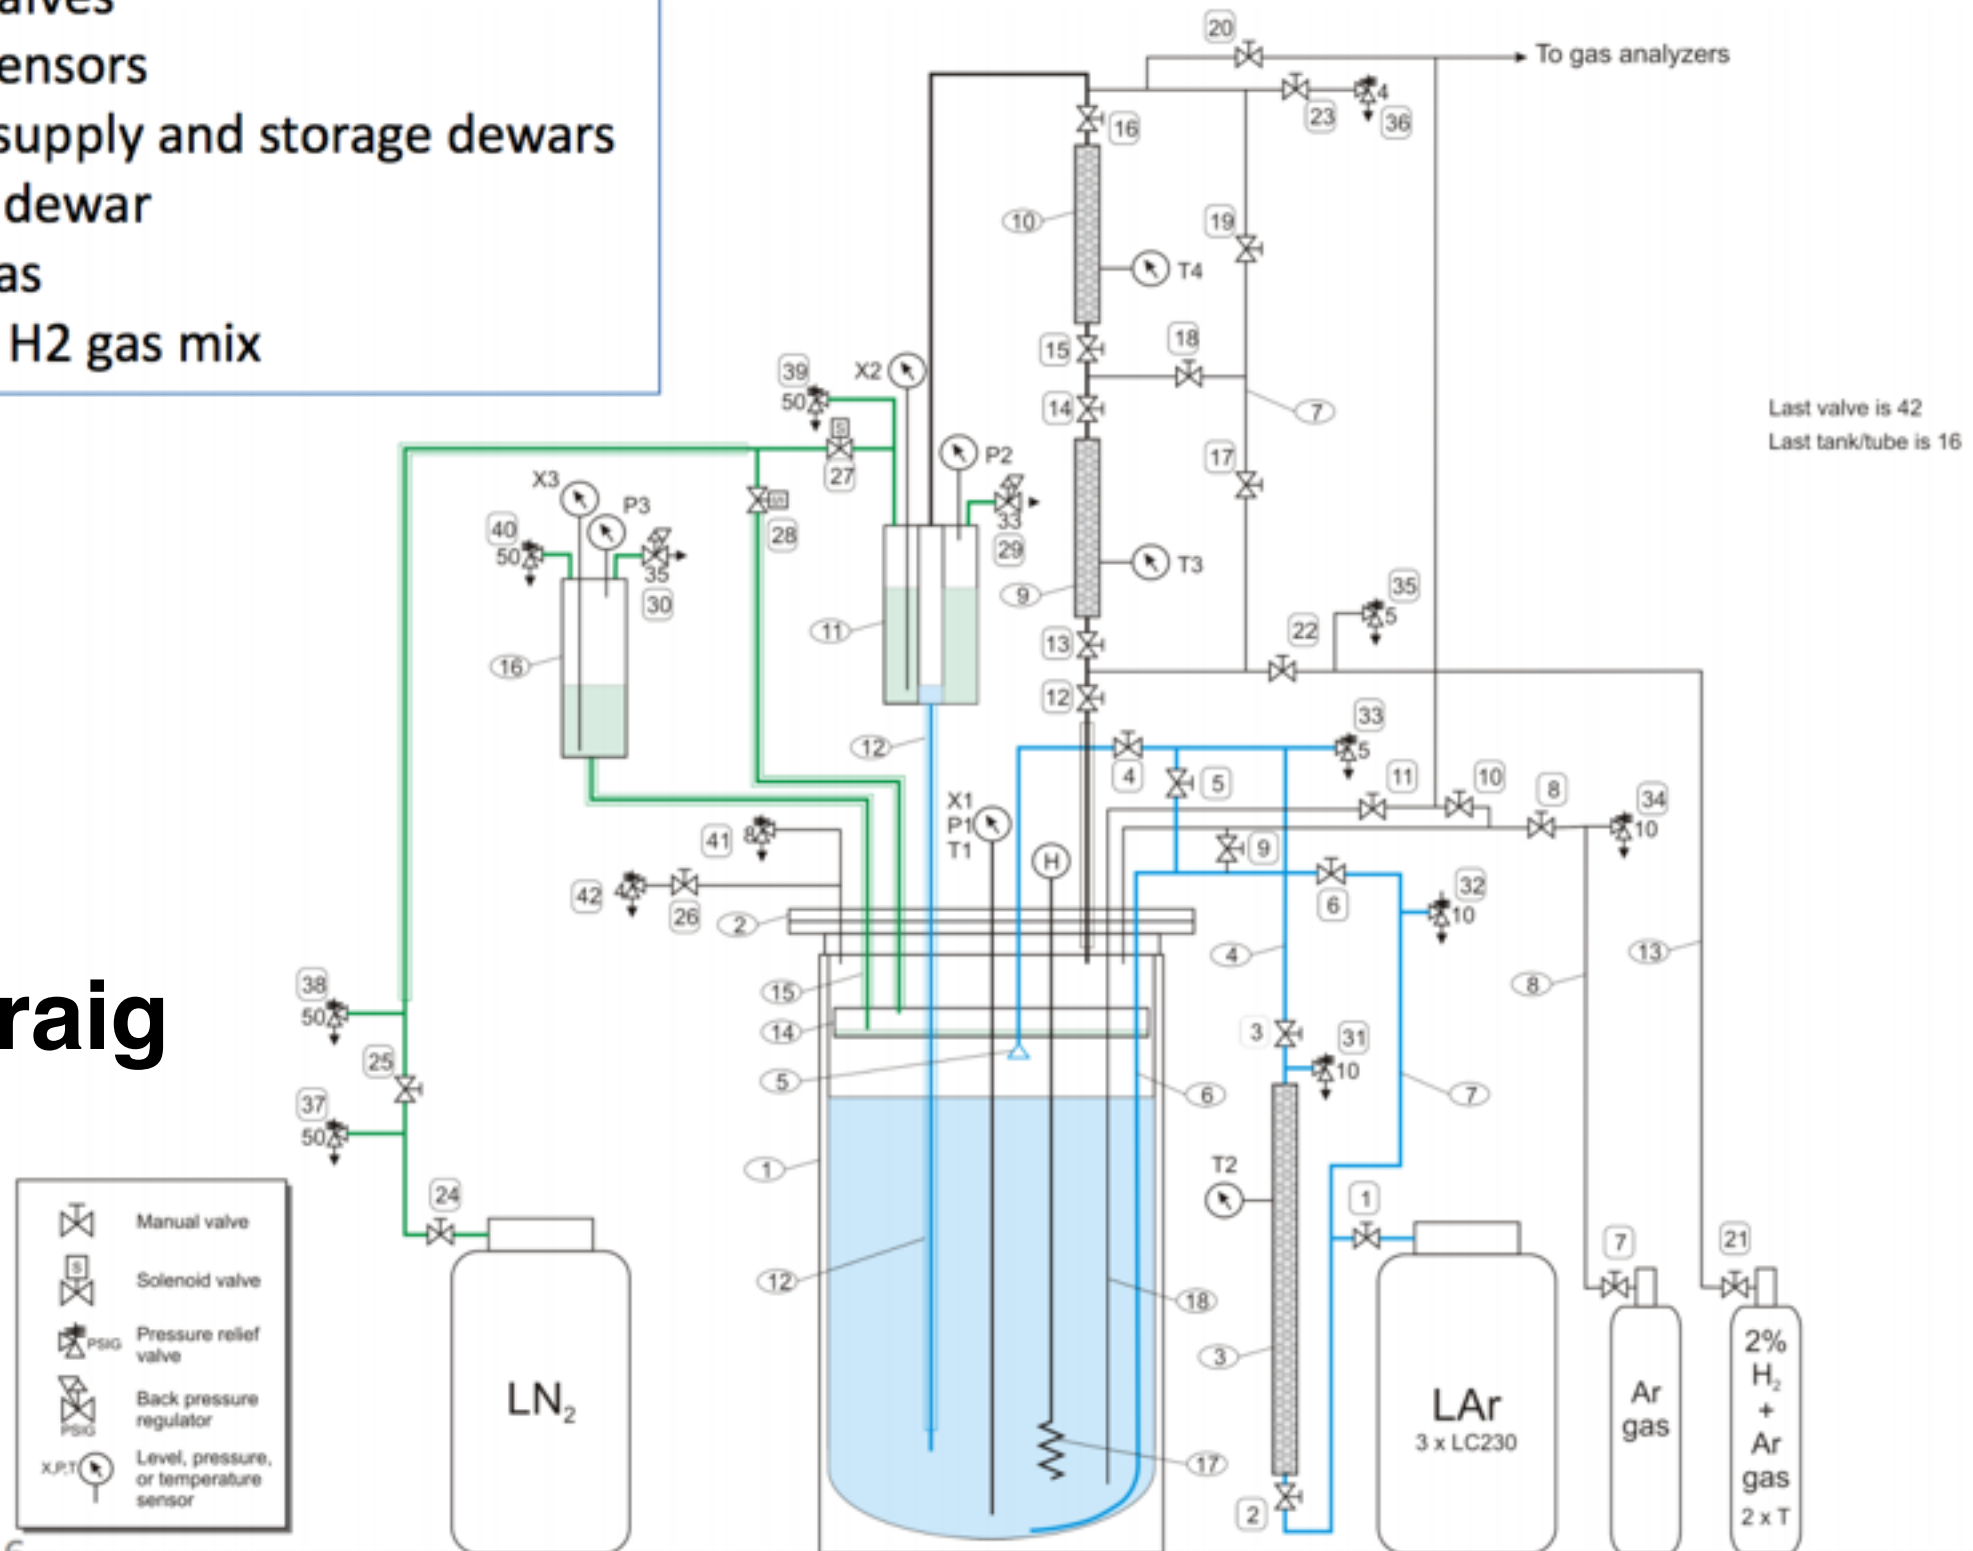 alves
ensors
supply and storage dewars
dewar
as
H2 gas mix
raig
20
To gas analyzers
4
23
36
16
10
19
T4
15
18
14
7
Last valve is 42
Last tank/tube is 16
39
50
X2
S
27
P2
33
29
17
X3
P3
40
50
35
30
28
T3
9
35
5
11
16
13
22
12
33
5
12
4
5
11
10
8
34
10
X1
P1
T1
H
9
41
8
42
4
26
2
6
32
10
4
13
8
38
50
15
14
3
31
10
25
5
6
7
37
50
1
T2
24
1
7
21
Manual valve
S
Solenoid valve
PSIG
Pressure relief
valve
Back pressure
regulator
PSIG
X,P,T
Level, pressure,
or temperature
sensor
12
18
3
17
2
LN2
LAr
3 x LC230
Ar
gas
2%
H2
+
Ar
gas
2 x T